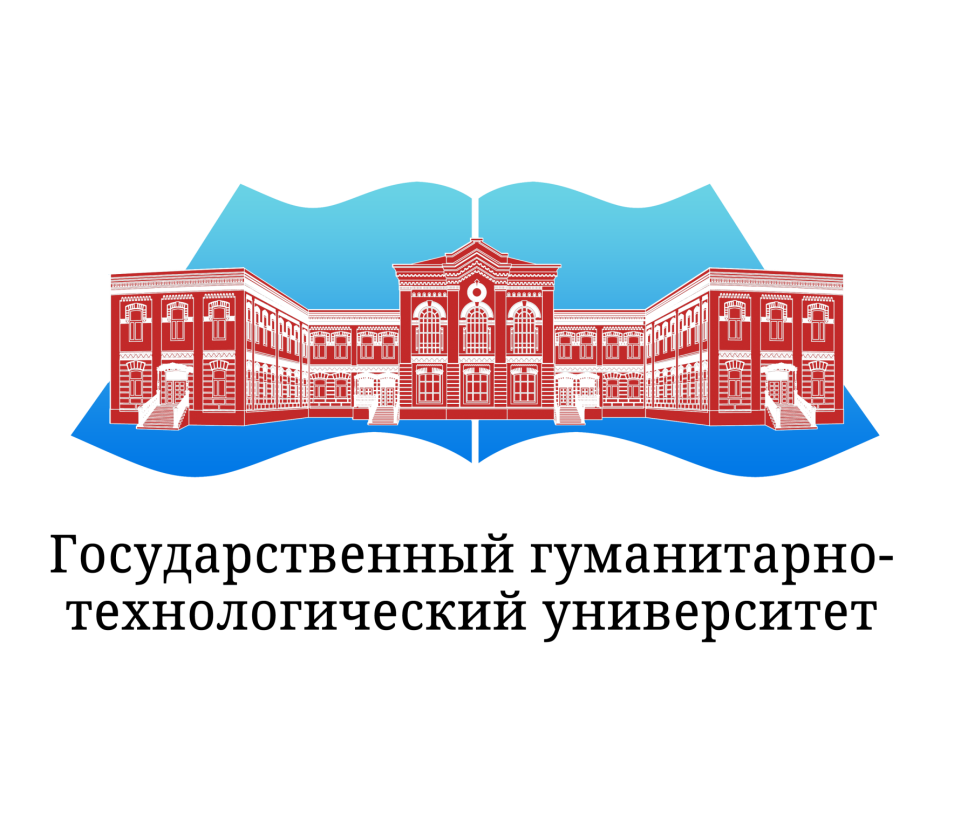 Государственный гуманитарно-
технологический университет